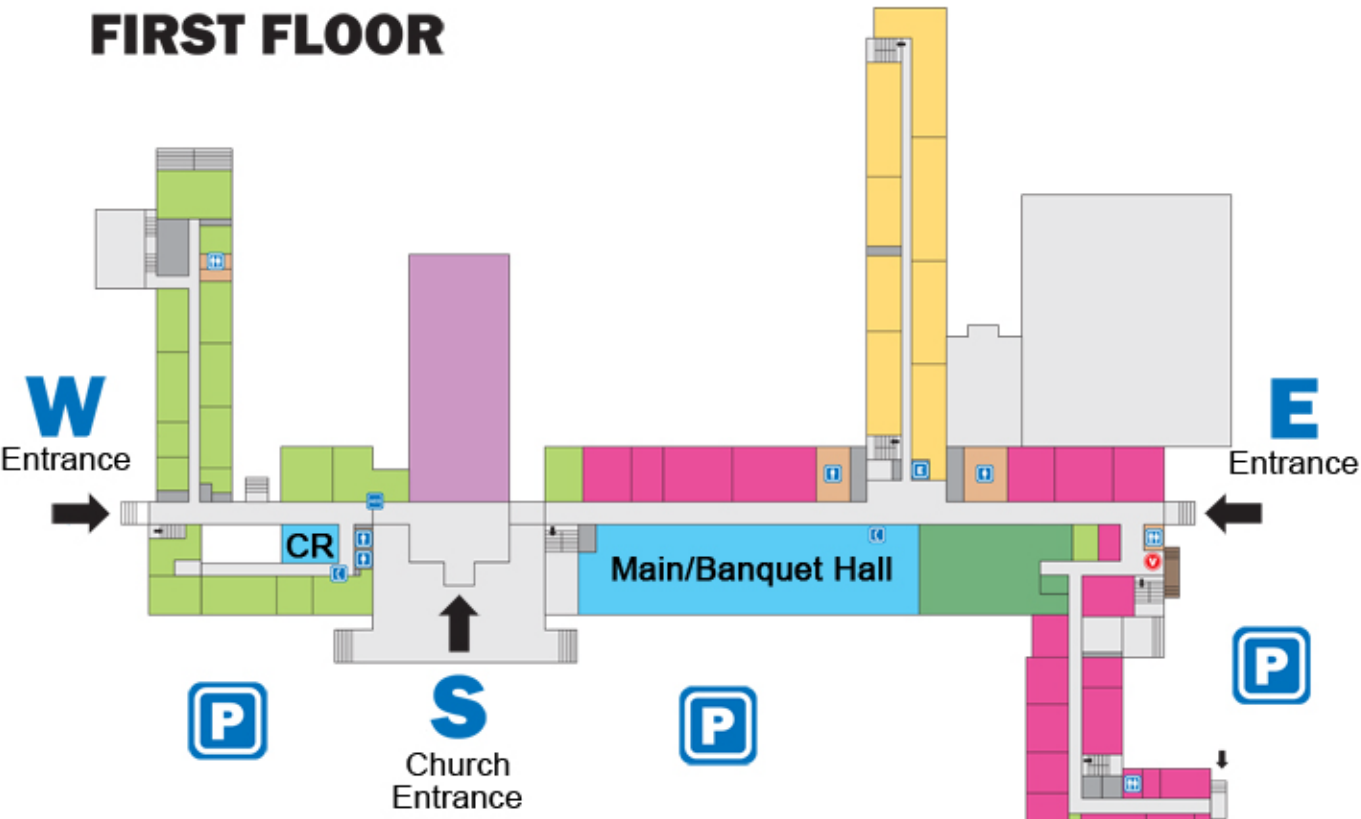 FIRST FLOOR
W
Entrance
E
Entrance
CR
Main/Banquet Hall
E
V
P
P
P
S
Church
Entrance